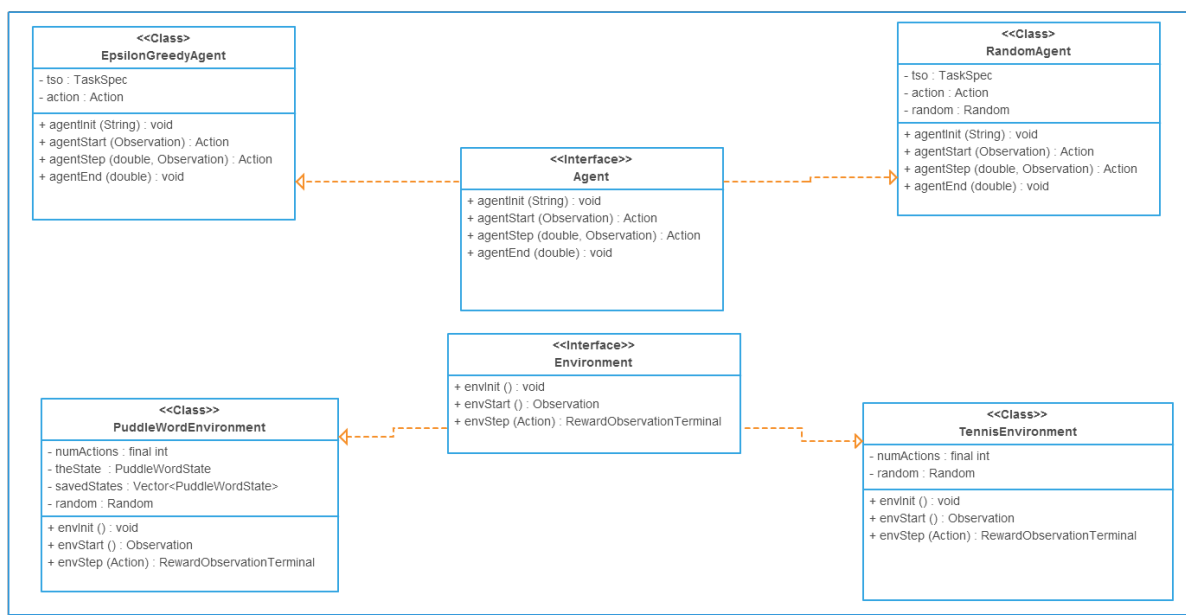 <<Class>
EpsilonGreedyAgent
- tso : TaskSpec
- action : Action
+ agentInit (String) : void
+ agentStart (Observation) : Action
+ agentStep (double, Observation) : Action
+ agentEnd (double) : void
<<Class>
RandomAgent
- tso : TaskSpec
- action : Action
- random : Random
+ agentInit (String) : void
+ agentStart (Observation) : Action
+ agentStep (double, Observation) : Action
+ agentEnd (double) : void
<<Interface>>
Agent
+ agentInit (String) : void
+ agentStart (Observation) : Action
+ agentStep (double, Observation) : Action
+ agentEnd (double) : void
<<Interface>>
Environment
+ envInit () : void
+ envStart () : Observation
+ envStep (Action) : RewardObservationTerminal
<<Class>>
PuddleWordEnvironment
- numActions : final int
- theState : PuddleWordState
- savedStates : Vector<PuddleWordState>
- random : Random
+ envInit () : void
+ envStart () : Observation
+ envStep (Action) : RewardObservationTerminal
<<Class>>
TennisEnvironment
- numActions : final int
- random : Random
+ envInit () : void
+ envStart () : Observation
+ envStep (Action) : RewardObservationTerminal